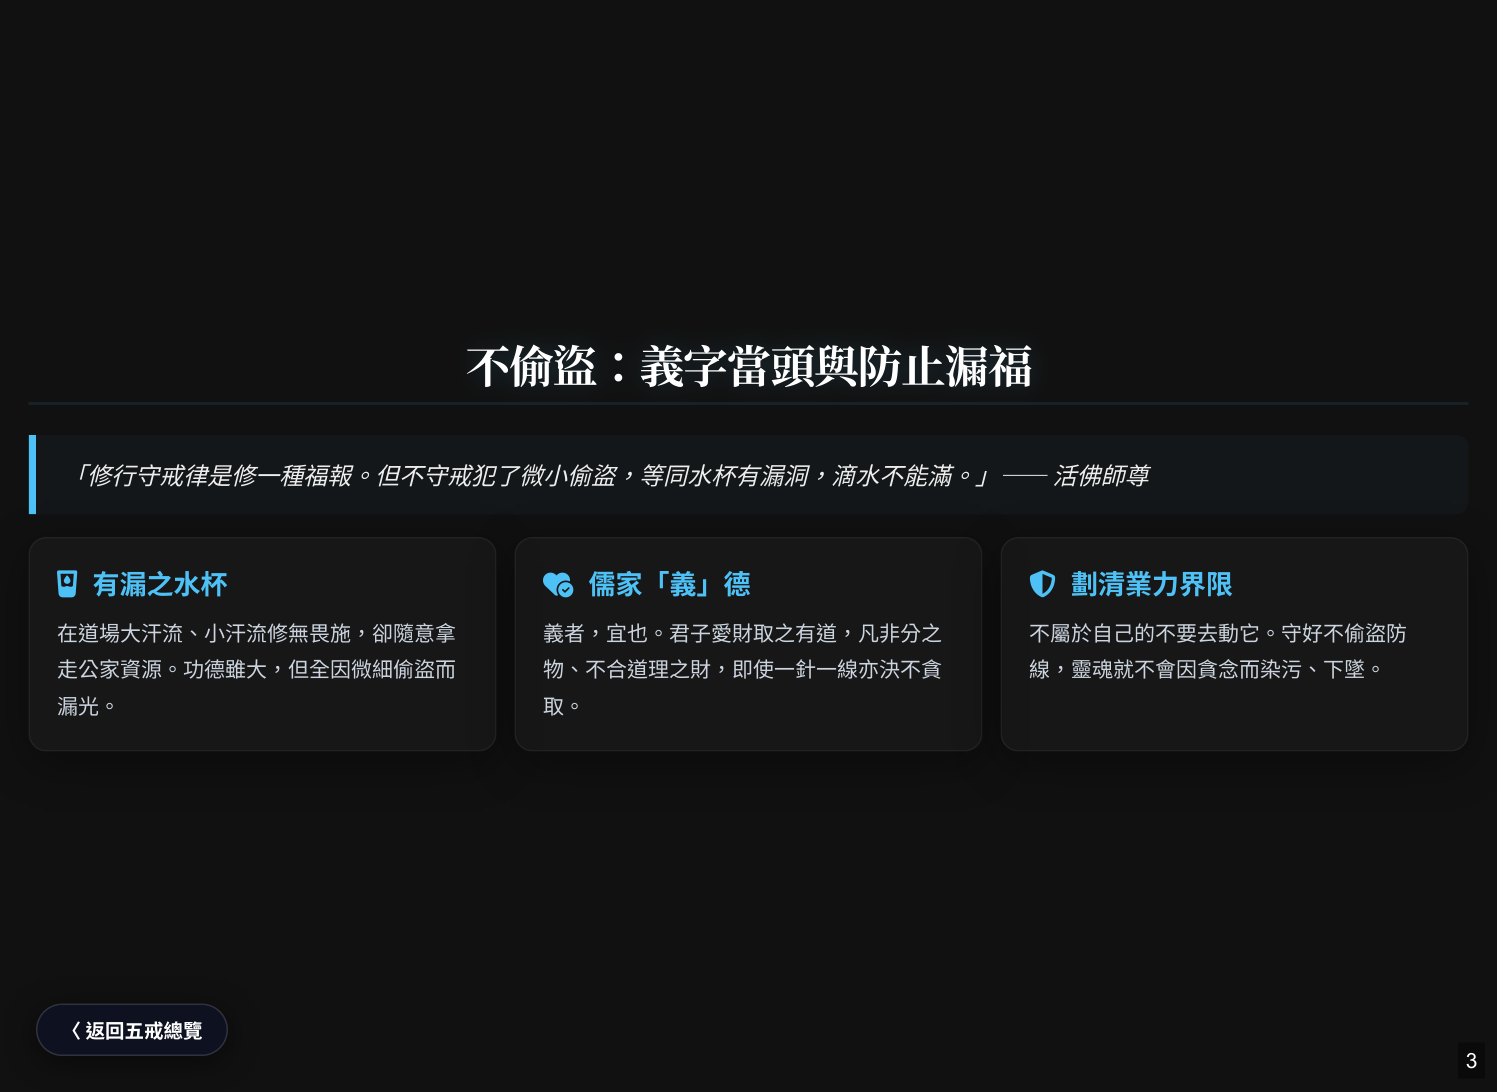 不偷盜：義字當頭與防止漏福
「修行守戒律是修一種福報。但不守戒犯了微小偷盜，等同水杯有漏洞，滴水不能滿。」 —— 活佛師尊
有漏之水杯
在道場大汗流、小汗流修無畏施，卻隨意拿
走公家資源。功德雖大，但全因微細偷盜而
漏光。
儒家「義」德
義者，宜也。君子愛財取之有道，凡非分之
物、不合道理之財，即使一針一線亦決不貪
取。
劃清業力界限
不屬於自己的不要去動它。守好不偷盜防
線，靈魂就不會因貪念而染污、下墜。
〈 返回五戒總覽
3